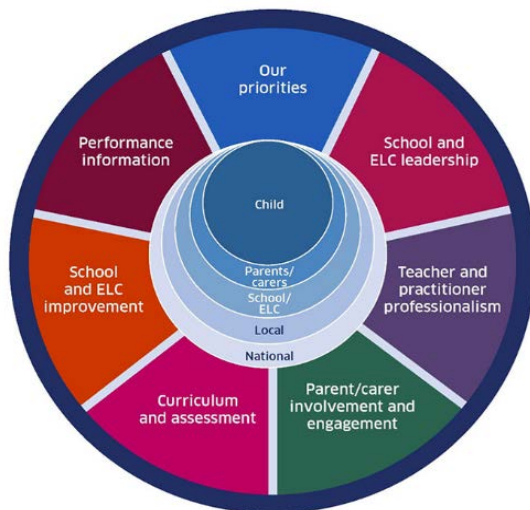 Our
priorities
School and
ELC leadership
Teacher and
practitioner
professionalism
Parent/carer
involvement and
engagement
Curriculum
and assessment
School
and ELC
improvement
Performance
information
Child
Parents/
carers
School/
ELC
Local
National